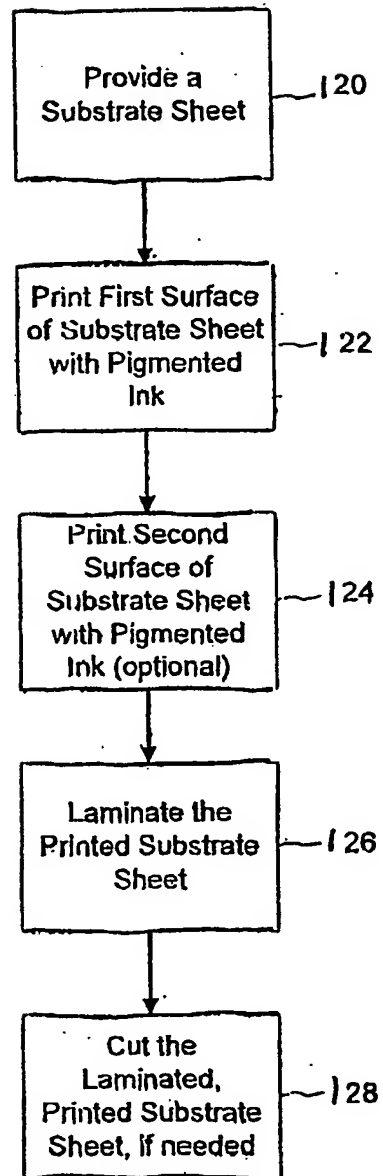 Provide a
Substrate Sheet
120
Print First Surface
of Substrate Sheet
with Pigmented
Ink
122
Print Second
Surface of
Substrate Sheet
with Pigmented
Ink (optional)
124
Laminate the
Printed Substrate
Sheet
126
Cut the
Laminated,
Printed Substrate
Sheet, if needed
128